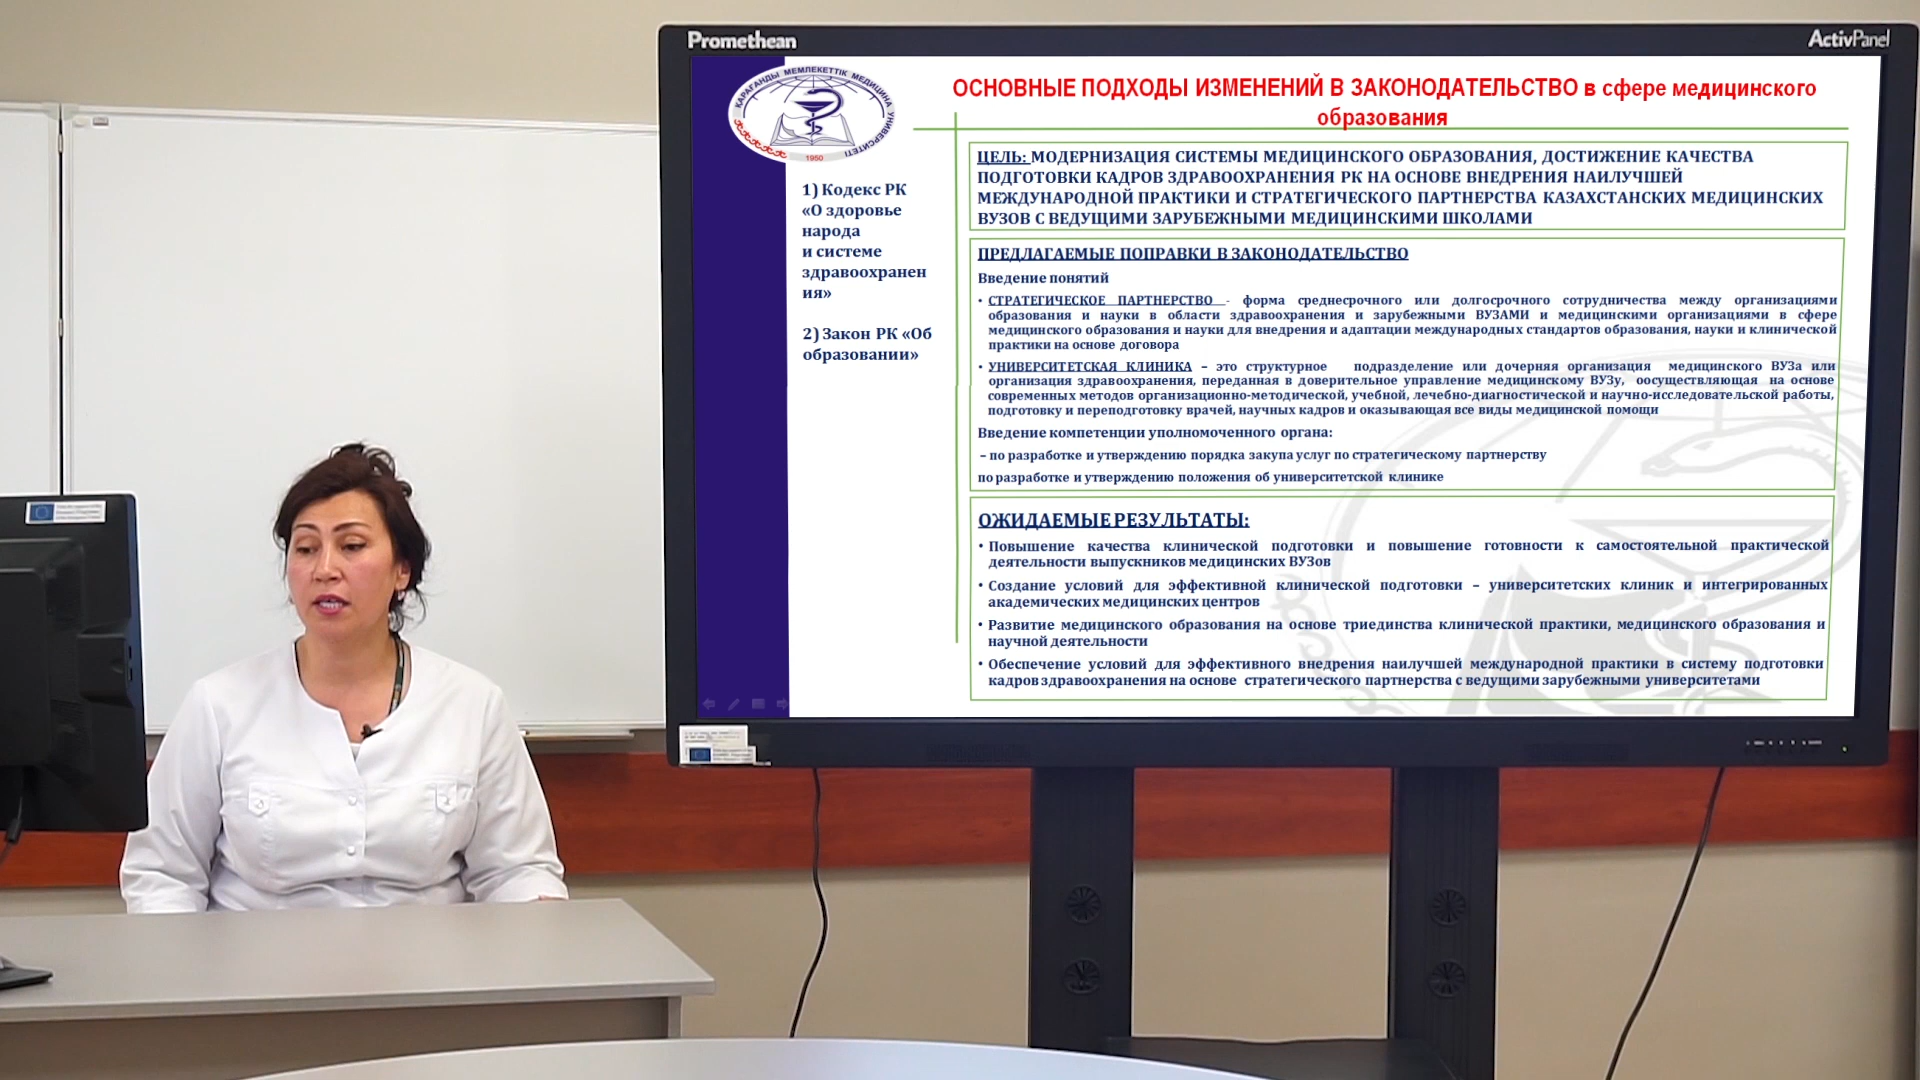 Promethean
ActivPanel
ҚАРАҒАНДЫ МЕМЛЕКЕТТІК МЕДИЦИНА УНИВЕРСИТЕТІ
1950
ОСНОВНЫЕ ПОДХОДЫ ИЗМЕНЕНИЙ В ЗАКОНОДАТЕЛЬСТВО в сфере медицинского
образования
1) Кодекс РК
«О здоровье
народа
и системе
здравоохранен
ия»
2) Закон РК «Об
образовании»
ЦЕЛЬ: МОДЕРНИЗАЦИЯ СИСТЕМЫ МЕДИЦИНСКОГО ОБРАЗОВАНИЯ, ДОСТИЖЕНИЕ КАЧЕСТВА
ПОДГОТОВКИ КАДРОВ ЗДРАВООХРАНЕНИЯ РК НА ОСНОВЕ ВНЕДРЕНИЯ НАИЛУЧШЕЙ
МЕЖДУНАРОДНОЙ ПРАКТИКИ И СТРАТЕГИЧЕСКОГО ПАРТНЕРСТВА КАЗАХСТАНСКИХ МЕДИЦИНСКИХ
ВУЗОВ С ВЕДУЩИМИ ЗАРУБЕЖНЫМИ МЕДИЦИНСКИМИ ШКОЛАМИ
ПРЕДЛАГАЕМЫЕ ПОПРАВКИ В ЗАКОНОДАТЕЛЬСТВО
Введение понятий
• СТРАТЕГИЧЕСКОЕ ПАРТНЕРСТВО - форма среднесрочного или долгосрочного сотрудничества между организациями
образования и науки в области здравоохранения и зарубежными ВУЗАМИ и медицинскими организациями в сфере
медицинского образования и науки для внедрения и адаптации международных стандартов образования, науки и клинической
практики на основе договора
• УНИВЕРСИТЕТСКАЯ КЛИНИКА – это структурное подразделение или дочерняя организация медицинского ВУЗа или
организация здравоохранения, переданная в доверительное управление медицинскому ВУЗу, оосуществляющая на основе
современных методов организационно-методической, учебной, лечебно-диагностической и научно-исследовательской работы,
подготовку и переподготовку врачей, научных кадров и оказывающая все виды медицинской помощи
Введение компетенции уполномоченного органа:
– по разработке и утверждению порядка закупа услуг по стратегическому партнерству
по разработке и утверждению положения об университетской клинике
ОЖИДАЕМЫЕ РЕЗУЛЬТАТЫ:
• Повышение качества клинической подготовки и повышение готовности к самостоятельной практической
деятельности выпускников медицинских ВУЗов
• Создание условий для эффективной клинической подготовки – университетских клиник и интегрированных
академических медицинских центров
• Развитие медицинского образования на основе триединства клинической практики, медицинского образования и
научной деятельности
• Обеспечение условий для эффективного внедрения наилучшей международной практики в систему подготовки
кадров здравоохранения на основе стратегического партнерства с ведущими зарубежными университетами